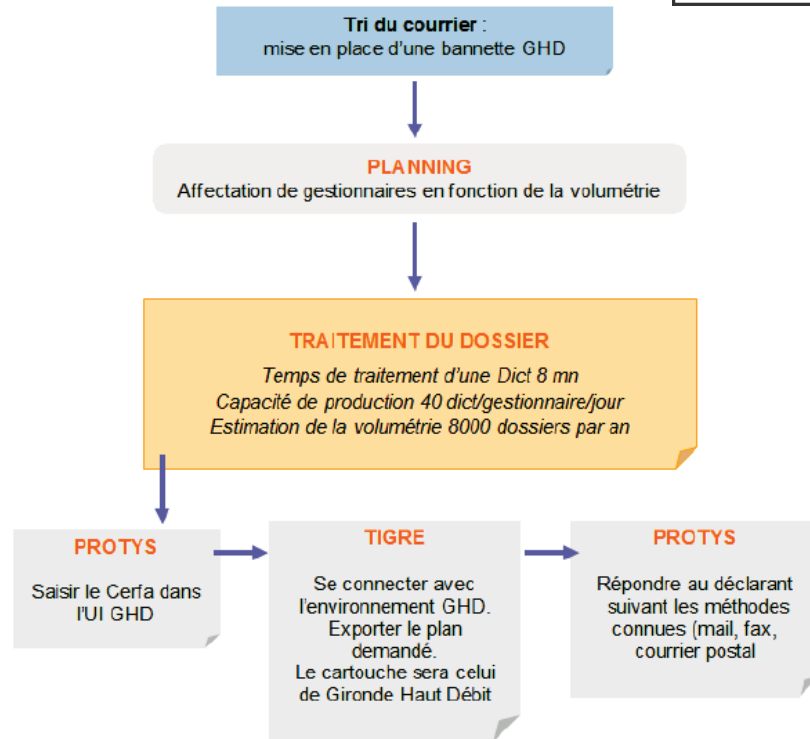 Tri du courrier :
mise en place d'une bannette GHD
PLANNING
Affectation de gestionnaires en fonction de la volumétrie
TRAITEMENT DU DOSSIER
Temps de traitement d'une Dict 8 mn
Capacité de production 40 dict/gestionnaire/jour
Estimation de la volumétrie 8000 dossiers par an
PROTYS
Saisir le Cerfa dans
l'UI GHD
TIGRE
Se connecter avec
l'environnement GHD.
Exporter le plan
demandé.
Le cartouche sera celui
de Gironde Haut Débit
PROTYS
Répondre au déclarant
suivant les méthodes
connues (mail, fax,
courrier postal